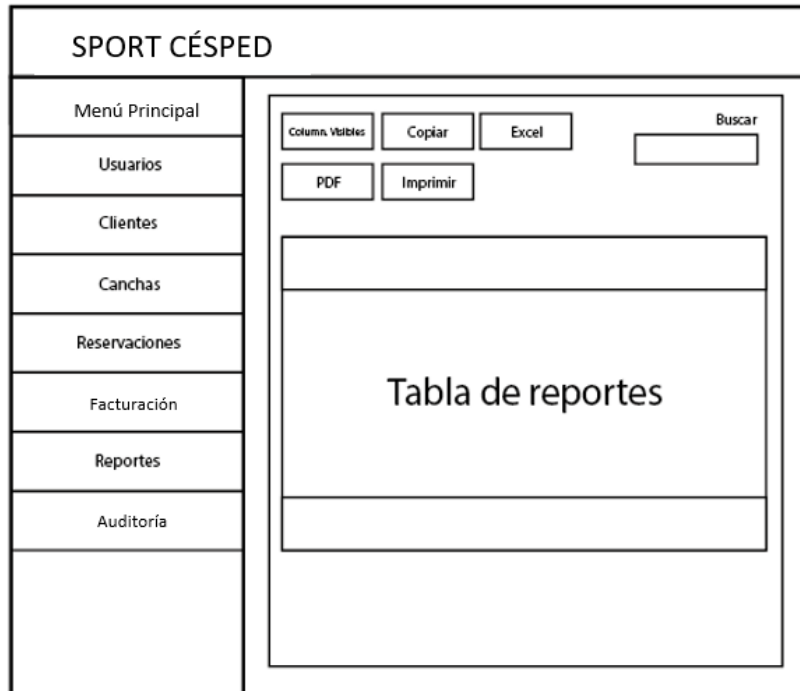 SPORT CÉSPED
Menú Principal
Usuarios
Clientes
Canchas
Reservaciones
Facturación
Reportes
Auditoría
Column. Visibles
Copiar
Excel
Buscar
PDF
Imprimir
Tabla de reportes